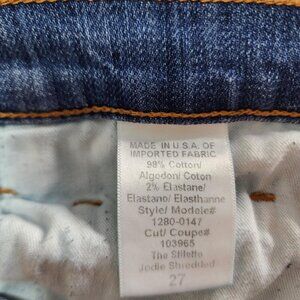 MADE IN U.S.A. OF
IMPORTED FABRIC
98% Cotton/
Algodon/ Coton
2% Elastane/
Elastano/ Elasthanne
Style/ Modele#
1280-0147
Cut/ Coupe#
103965
The Stiletto
Jodie Shredded
27